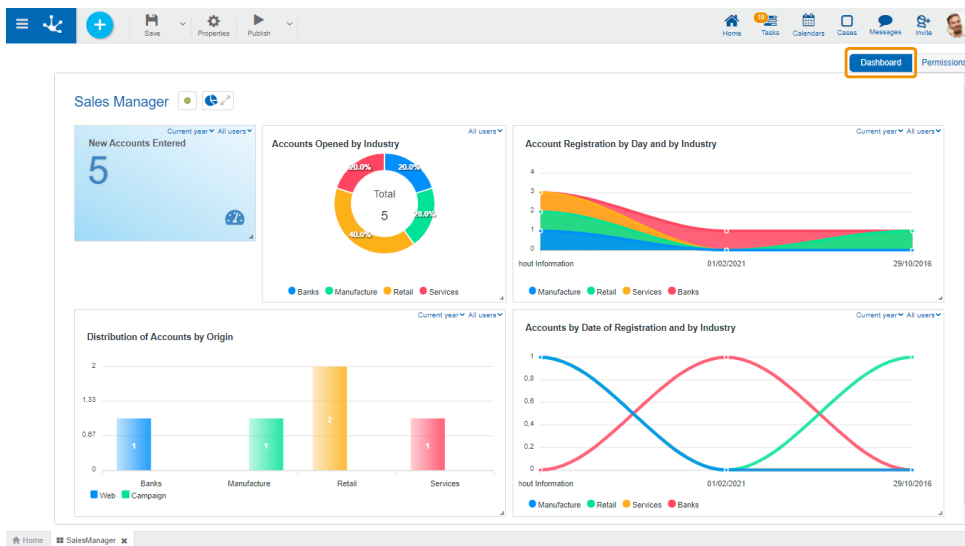 Save
Properties
Publish
Home
10
Tasks
Calendars
Cases
Messages
Invite
Dashboard
Permissions
Sales Manager
Current year All users
New Accounts Entered
5
All users
Accounts Opened by Industry
20.0%
20.0%
20.0%
40.0%
Total
5
Banks Manufacture Retail Services
Current year All users
Account Registration by Day and by Industry
4
3
2
1
0
hout Information 01/02/2021 29/10/2016
Manufacture Retail Services Banks
Current year All users
Distribution of Accounts by Origin
2
1,33
0,67
0
1
1
2
1
Banks Manufacture Retail Services
Web Campaign
Current year All users
Accounts by Date of Registration and by Industry
1
0,8
0,6
0,4
0,2
0
hout Information 01/02/2021 29/10/2016
Manufacture Retail Services Banks
Home
SalesManager